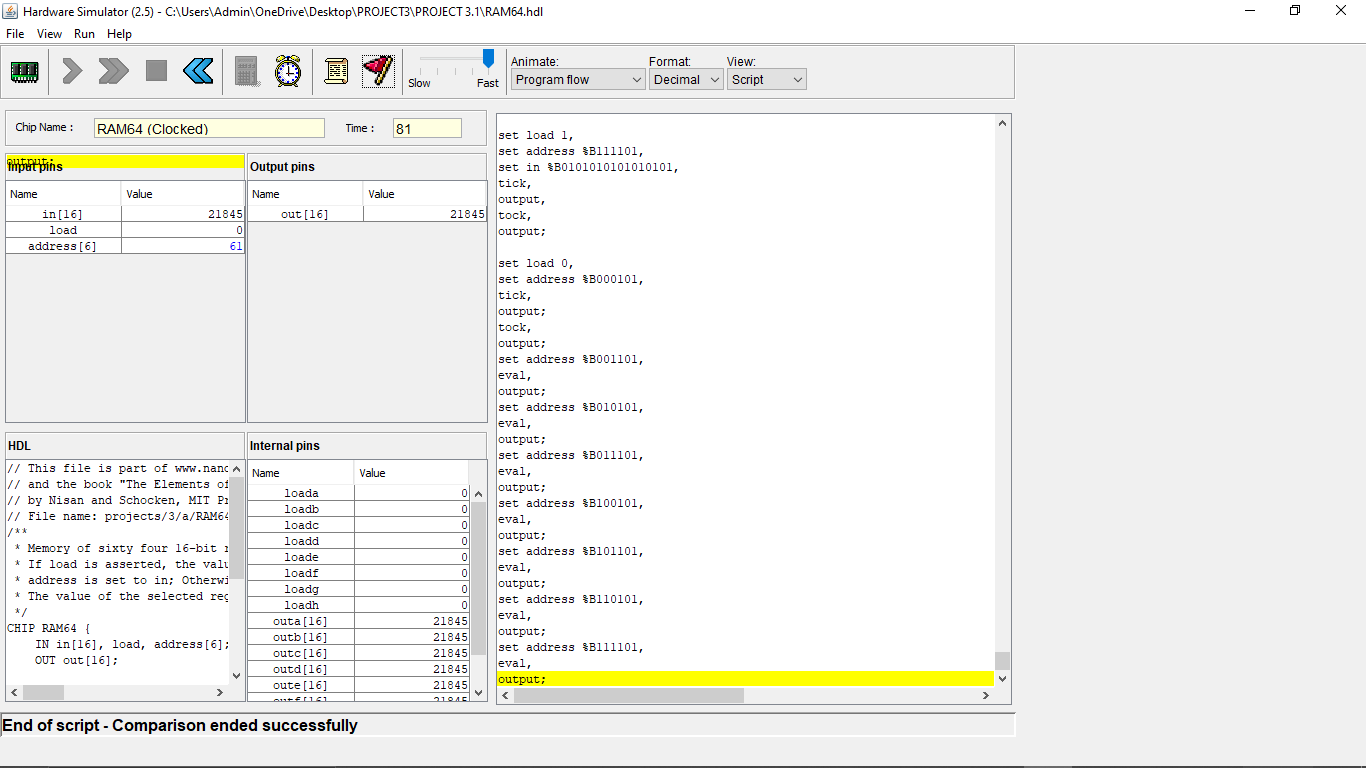 Hardware Simulator (2.5) - C:\Users\Admin\OneDrive\Desktop\PROJECT3\PROJECT 3.1\RAM64.hdl
File View Run Help
Slow Fast
Animate: Format: View:
Program flow Decimal Script
Chip Name : RAM64 (Clocked) Time : 81
output;
Input pins
Name Value
in[16] 21845
load 0
address[6] 61
Output pins
Name Value
out[16] 21845
HDL
// This file is part of www.nand
// and the book "The Elements of
// by Nisan and Schocken, MIT Pr
// File name: projects/3/a/RAM64
/**
* Memory of sixty four 16-bit r
* If load is asserted, the valu
* address is set to in; Otherwi
* The value of the selected reg
*/
CHIP RAM64 {
IN in[16], load, address[6];
OUT out[16];
Internal pins
Name Value
loada 0
loadb 0
loadc 0
loadd 0
loade 0
loadf 0
loadg 0
loadh 0
outa[16] 21845
outb[16] 21845
outc[16] 21845
outd[16] 21845
oute[16] 21845
outf[16] 21845
set load 1,
set address %B111101,
set in %B0101010101010101,
tick,
output,
tock,
output;
set load 0,
set address %B000101,
tick,
output;
tock,
output;
set address %B001101,
eval,
output;
set address %B010101,
eval,
output;
set address %B011101,
eval,
output;
set address %B100101,
eval,
output;
set address %B101101,
eval,
output;
set address %B110101,
eval,
output;
set address %B111101,
eval,
output;
End of script - Comparison ended successfully